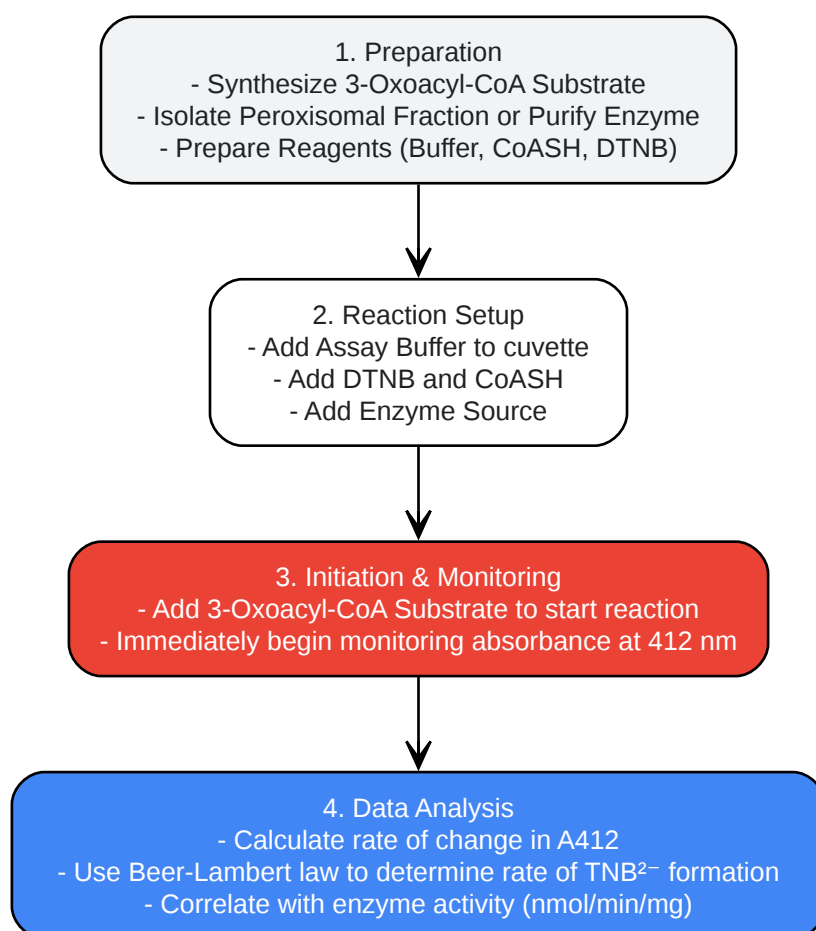 1. Preparation
- Synthesize 3-Oxoacyl-CoA Substrate
- Isolate Peroxisomal Fraction or Purify Enzyme
- Prepare Reagents (Buffer, CoASH, DTNB)
2. Reaction Setup
- Add Assay Buffer to cuvette
- Add DTNB and CoASH
- Add Enzyme Source
3. Initiation & Monitoring
- Add 3-Oxoacyl-CoA Substrate to start reaction
- Immediately begin monitoring absorbance at 412 nm
4. Data Analysis
- Calculate rate of change in A412
- Use Beer-Lambert law to determine rate of TNB²⁻ formation
- Correlate with enzyme activity (nmol/min/mg)